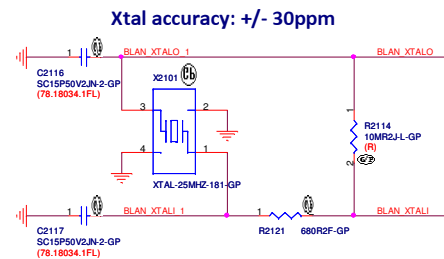 Xtal accuracy: +/- 30ppm
1
BLAN_XTALO_1
BLAN_XTALO
C2116
SC15P50V2JN-2-GP
(78.18034.1FL)
X2101
3
2
4
1
XTAL-25MHZ-181-GP
1
R2114
10MR2J-L-GP
(R)
2
1
BLAN_XTALI_1
1
BLAN_XTALI
C2117
SC15P50V2JN-2-GP
(78.18034.1FL)
R2121
680R2F-GP